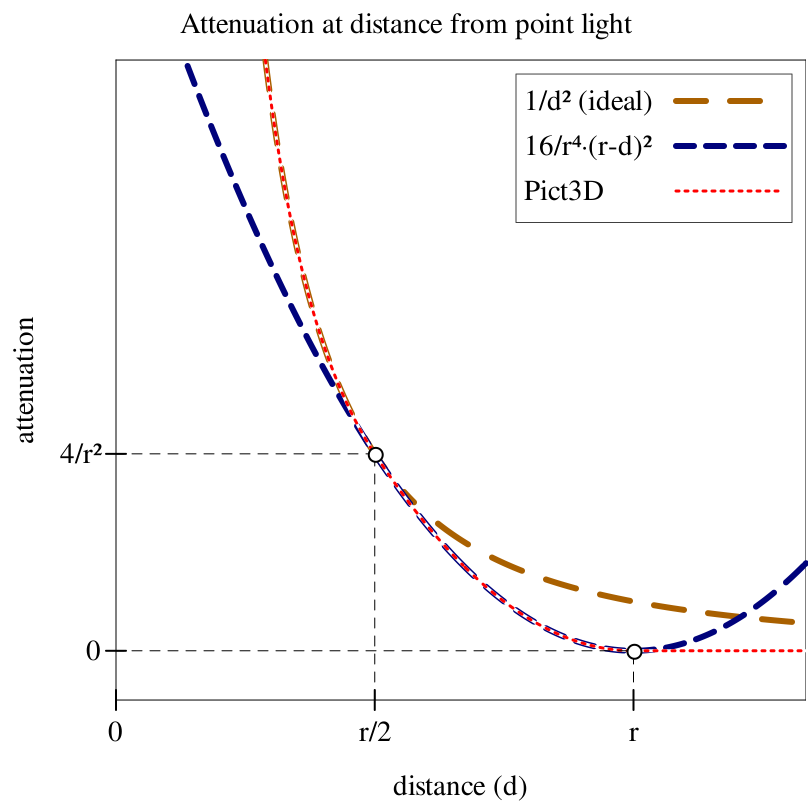 Attenuation at distance from point light
1/d² (ideal)
16/r⁴·(r-d)²
Pict3D
attenuation
4/r²
0
0
r/2
r
distance (d)